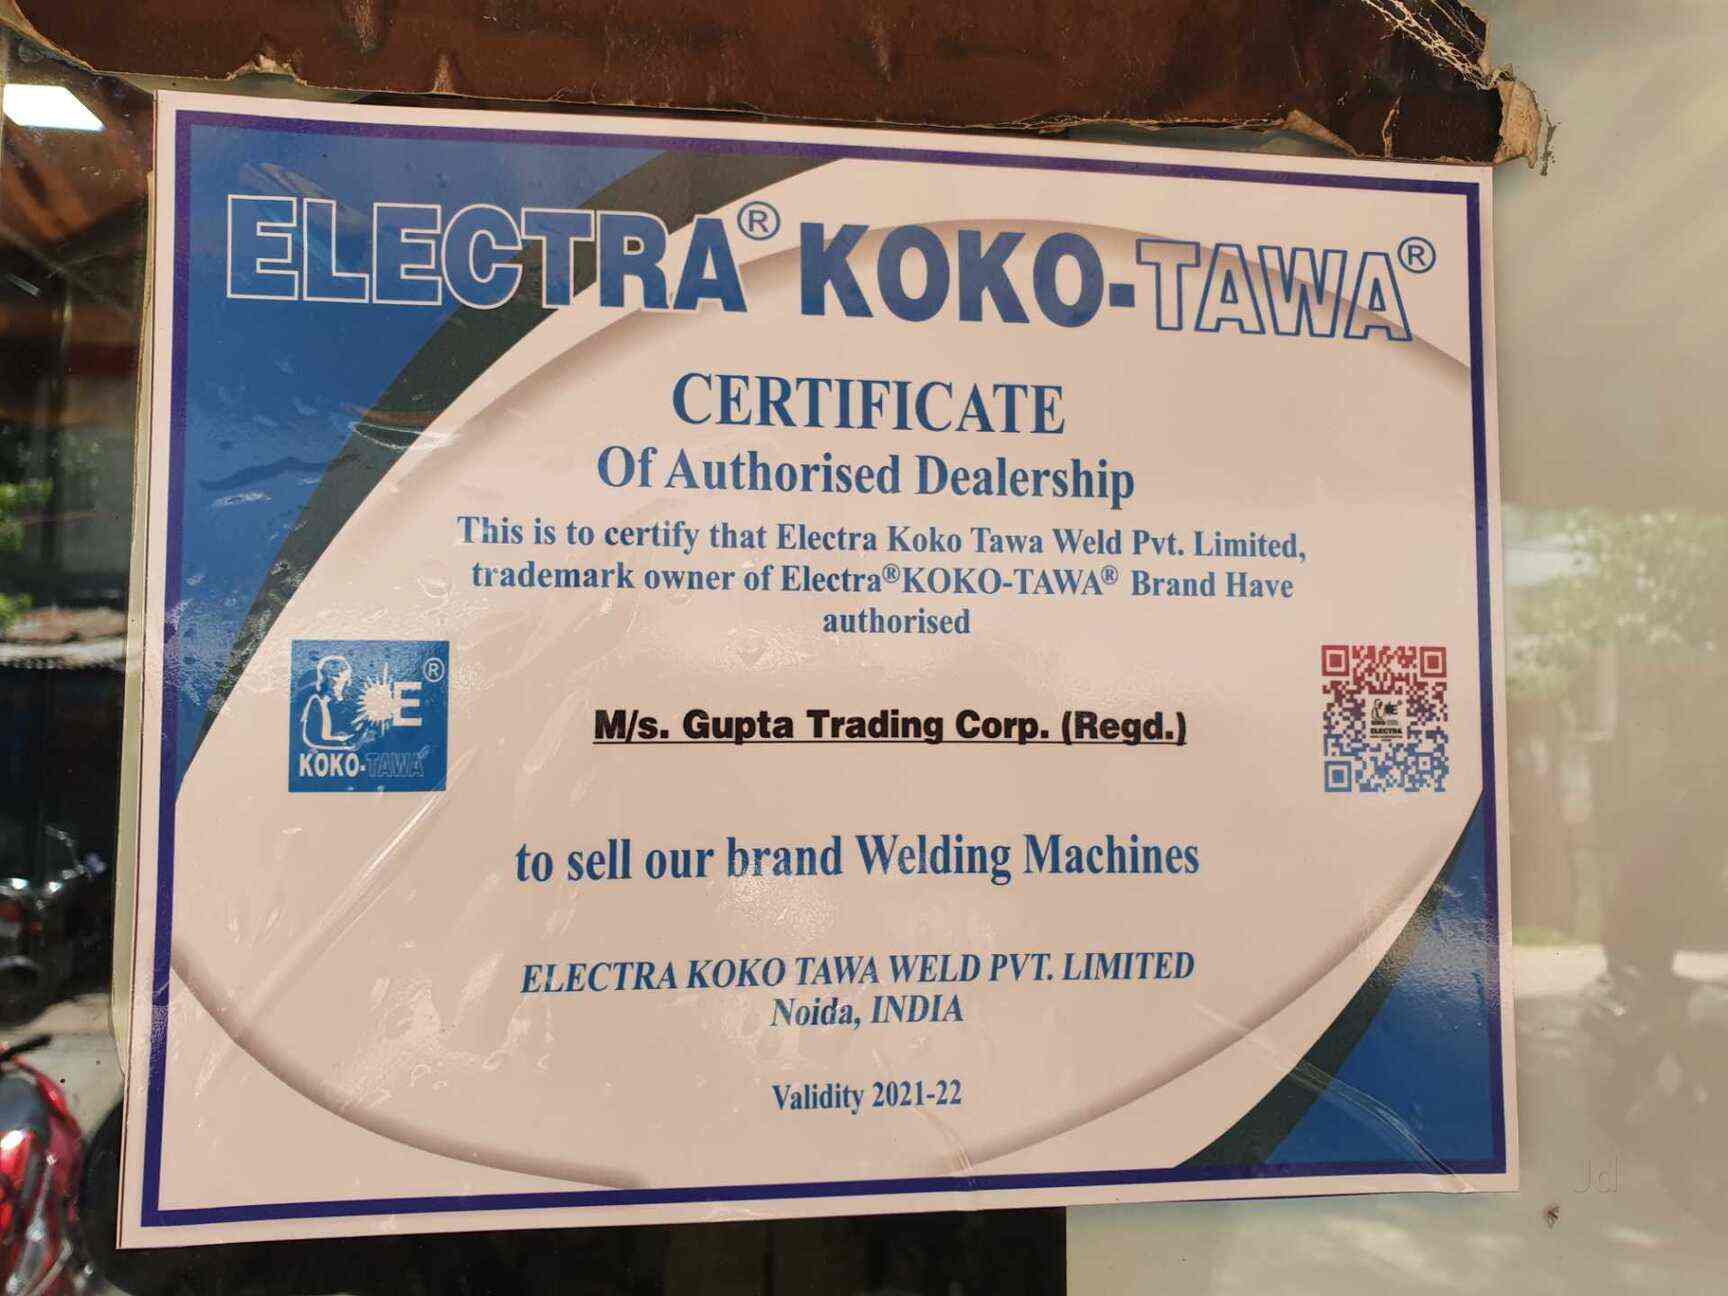 ELECTRA® KOKO-TAWA®
CERTIFICATE
Of Authorised Dealership
This is to certify that Electra Koko Tawa Weld Pvt. Limited,
trademark owner of Electra®KOKO-TAWA® Brand Have
authorised
E®
KOKO-TAWA
ELECTRA
M/s. Gupta Trading Corp. (Regd.)
to sell our brand Welding Machines
ELECTRA KOKO TAWA WELD PVT. LIMITED
Noida, INDIA
Validity 2021-22
Jd